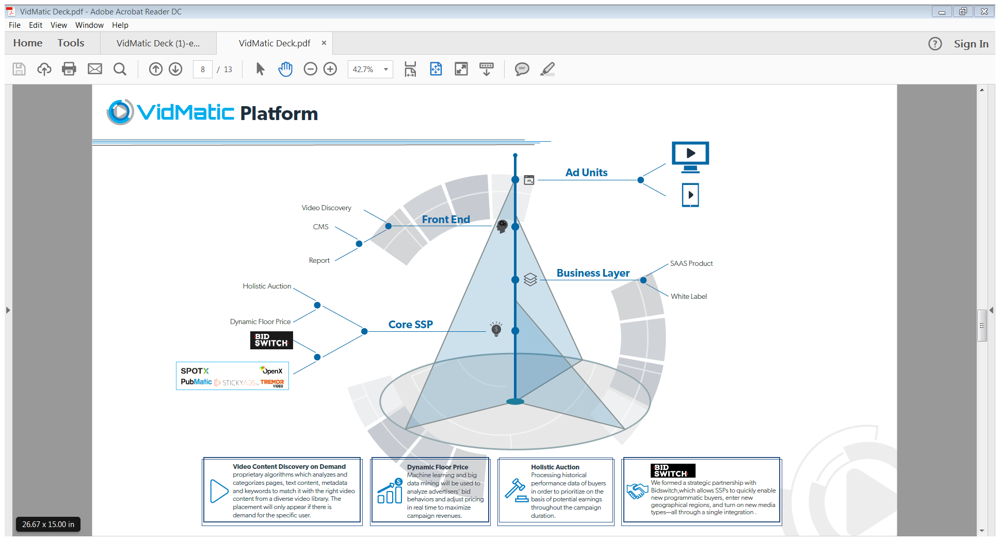 VidMatic Deck.pdf - Adobe Acrobat Reader DC
File Edit View Window Help
Home Tools VidMatic Deck (1)-e... VidMatic Deck.pdf × ? Sign In
8 / 13 42.7%
VidMatic Platform
Ad Units
AD
Video Discovery
Front End
CMS
Report
SAAS Product
Business Layer
White Label
Holistic Auction
Dynamic Floor Price
Core SSP
$
BID
SWITCH
SPOTX OpenX
PubMatic STICKYADS.tv TREMOR
VIDEO
Video Content Discovery on Demand
proprietary algorithms which analyzes and
categorizes pages, text content, metadata
and keywords to match it with the right video
content from a diverse video library. The
placement will only appear if there is
demand for the specific user.
$
Dynamic Floor Price
Machine learning and big
data mining will be used to
analyze advertisers’ bid
behaviors and adjust pricing
in real time to maximize
campaign revenues.
Holistic Auction
Processing historical
performance data of buyers
in order to prioritize on the
basis of potential earnings
throughout the campaign
duration.
BID
SWITCH
We formed a strategic partnership with
Bidswitch,which allows SSPs to quickly enable
new programmatic buyers, enter new
geographical regions, and turn on new media
types—all through a single integration .
26.67 x 15.00 in